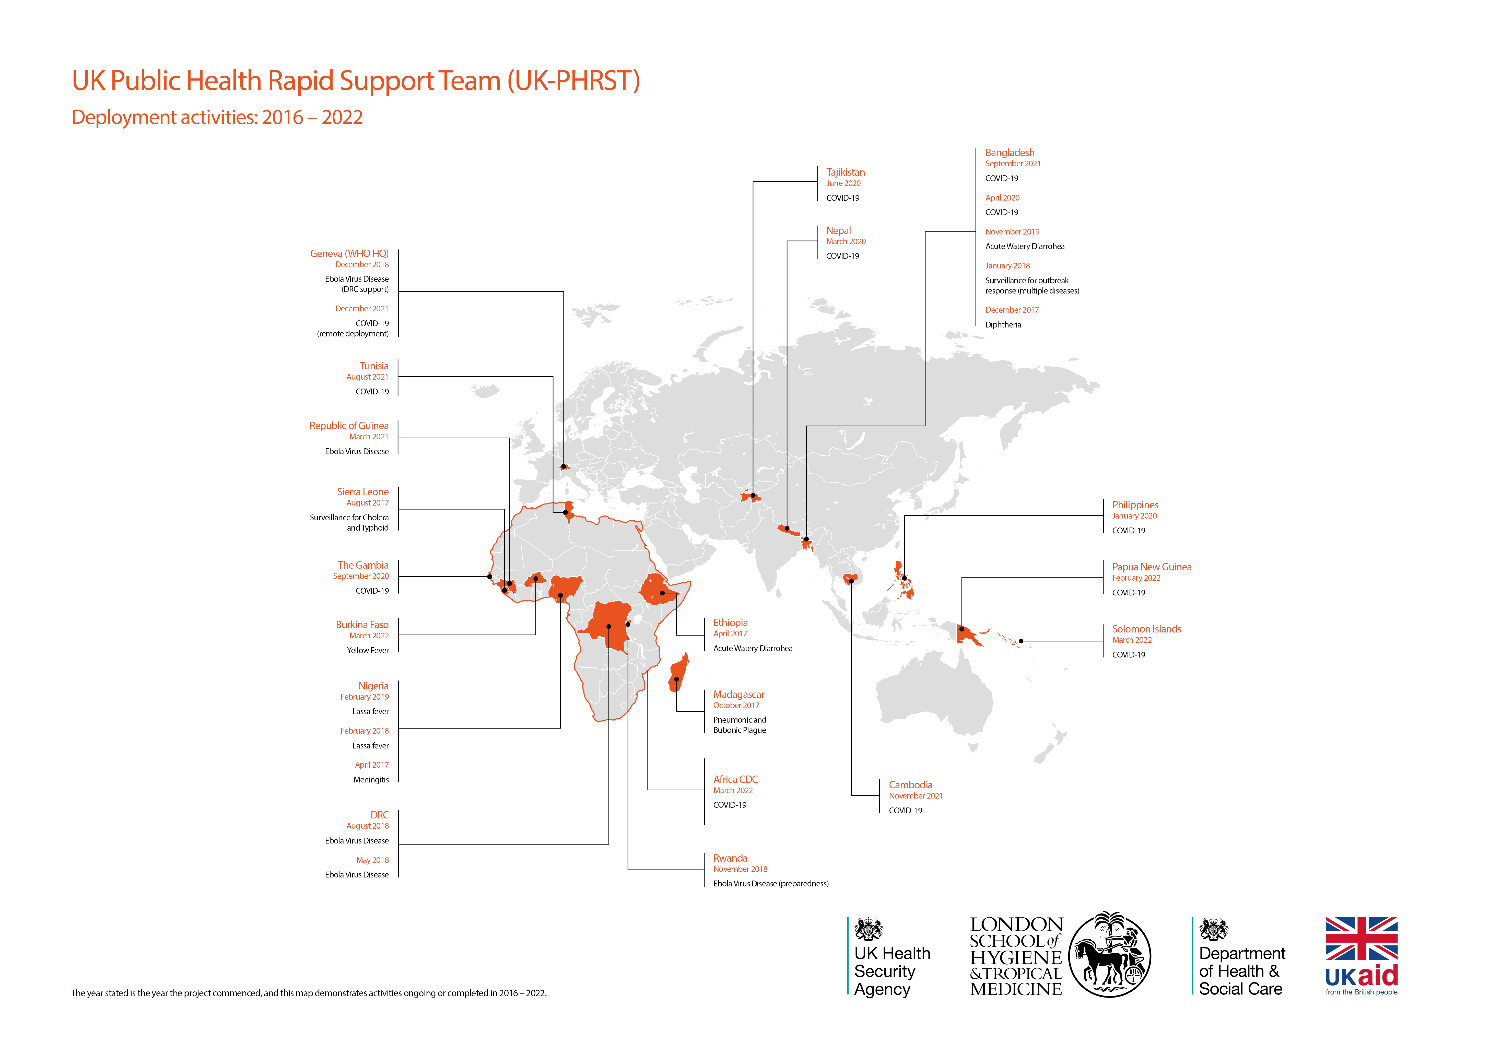 UK Public Health Rapid Support Team (UK-PHRST)
Deployment activities: 2016 – 2022
Geneva (WHO HQ)
December 2018
Ebola Virus Disease
(DRC support)
December 2021
COVID-19
(remote deployment)
Tunisia
August 2021
COVID-19
Republic of Guinea
March 2021
Ebola Virus Disease
Sierra Leone
August 2017
Surveillance for Cholera
and Typhoid
The Gambia
September 2020
COVID-19
Burkina Faso
March 2022
Yellow Fever
Nigeria
February 2019
Lassa fever
February 2018
Lassa fever
April 2017
Meningitis
DRC
August 2018
Ebola Virus Disease
May 2018
Ebola Virus Disease
Tajikistan
June 2020
COVID-19
Nepal
March 2020
COVID-19
Bangladesh
September 2021
COVID-19
April 2020
COVID-19
November 2019
Acute Watery Diarrohea
January 2018
Surveillance for outbreak
response (multiple diseases)
December 2017
Diphtheria
Philippines
January 2020
COVID-19
Papua New Guinea
February 2022
COVID-19
Solomon Islands
March 2022
COVID-19
Ethiopia
April 2017
Acute Watery Diarrohea
Madagascar
October 2017
Pneumonic and
Bubonic Plague
Africa CDC
March 2022
COVID-19
Rwanda
November 2018
Ebola Virus Disease (preparedness)
Cambodia
November 2021
COVID-19
The year stated is the year the project commenced, and this map demonstrates activities ongoing or completed in 2016 – 2022.
UK Health
Security
Agency
LONDON
SCHOOL of
HYGIENE
& TROPICAL
MEDICINE
Department
of Health &
Social Care
UKaid
from the British people